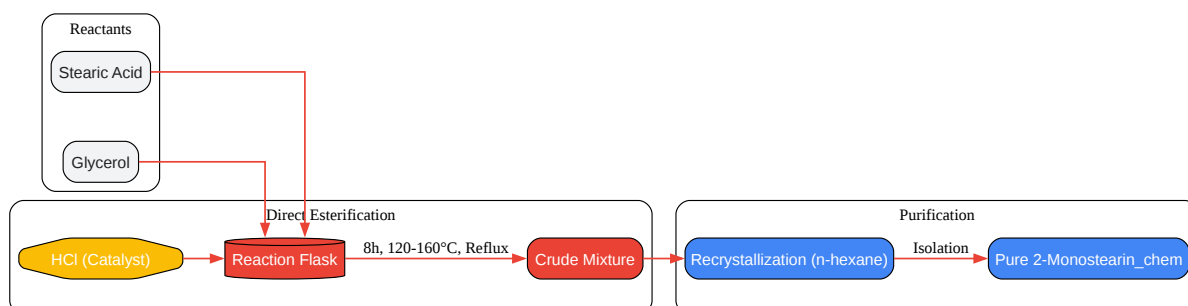 Reactants
Stearic Acid
Glycerol
Direct Esterification
HCl (Catalyst)
Reaction Flask
8h, 120-160°C, Reflux
Crude Mixture
Purification
Recrystallization (n-hexane)
Isolation
Pure 2-Monostearin_chem